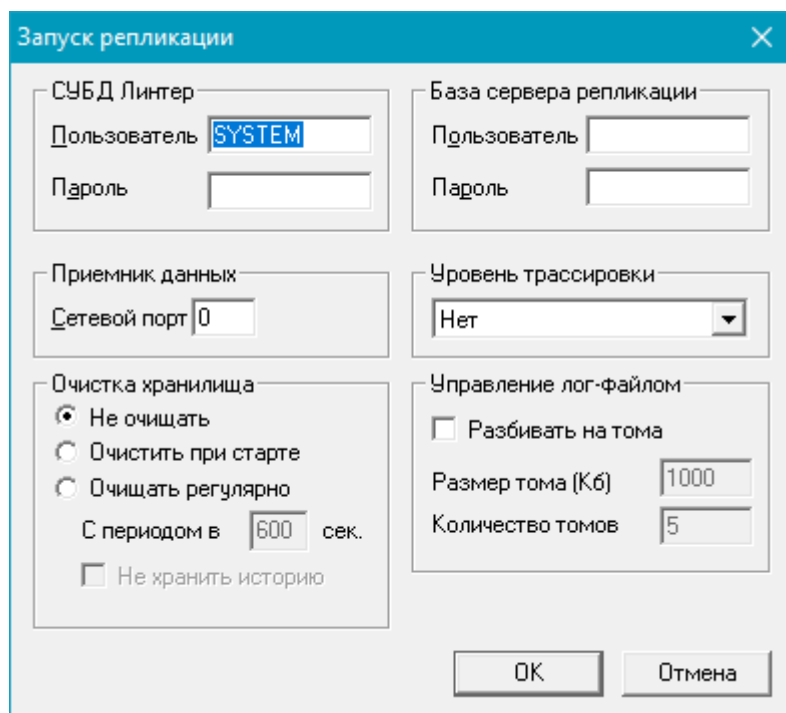 Запуск репликации
СУБД Линтер
Пользователь SYSTEM
Пароль
База сервера репликации
Пользователь
Пароль
Приемник данных
Сетевой порт 0
Уровень трассировки
Нет
Очистка хранилища
Не очищать
Очистить при старте
Очищать регулярно
С периодом в 600 сек.
Не хранить историю
Управление лог-файлом
Разбивать на тома
Размер тома (Кб) 1000
Количество томов 5
OK Отмена